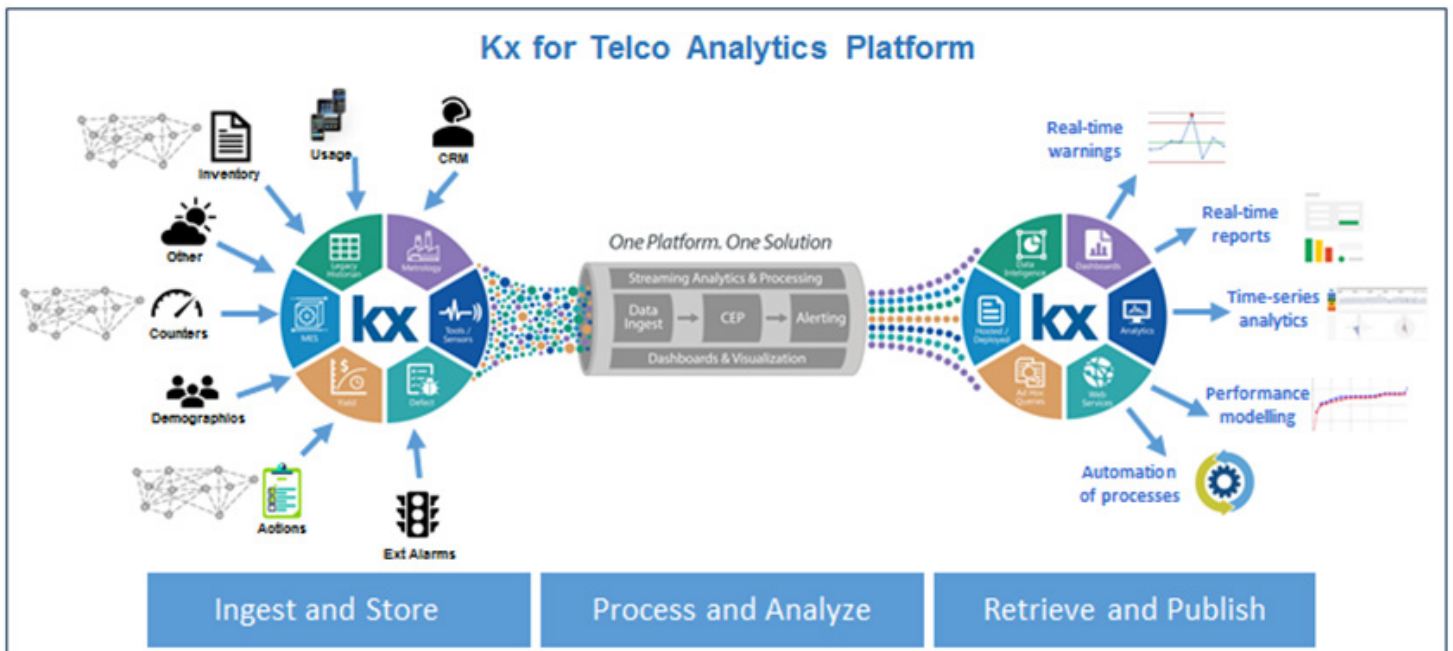 Kx for Telco Analytics Platform
Inventory
Usage
CRM
Other
Counters
Demographios
Aotions
Ext Alarms
Legacy
Historian
Metrology
MES
kx
Tools /
Sensors
$
Yield
Defect
One Platform. One Solution
Streaming Analytics & Processing
Data
Ingest
CEP
Alerting
Dashboards & Visualization
Data
Inteligence
Dashboards
Hosted /
Deployed
kx
Analytics
Ad Hoc
Queries
Web
Services
Real-time
warnings
Real-time
reports
Time-series
analytics
Performance
modelling
Automation
of processes
Ingest and Store
Process and Analyze
Retrieve and Publish